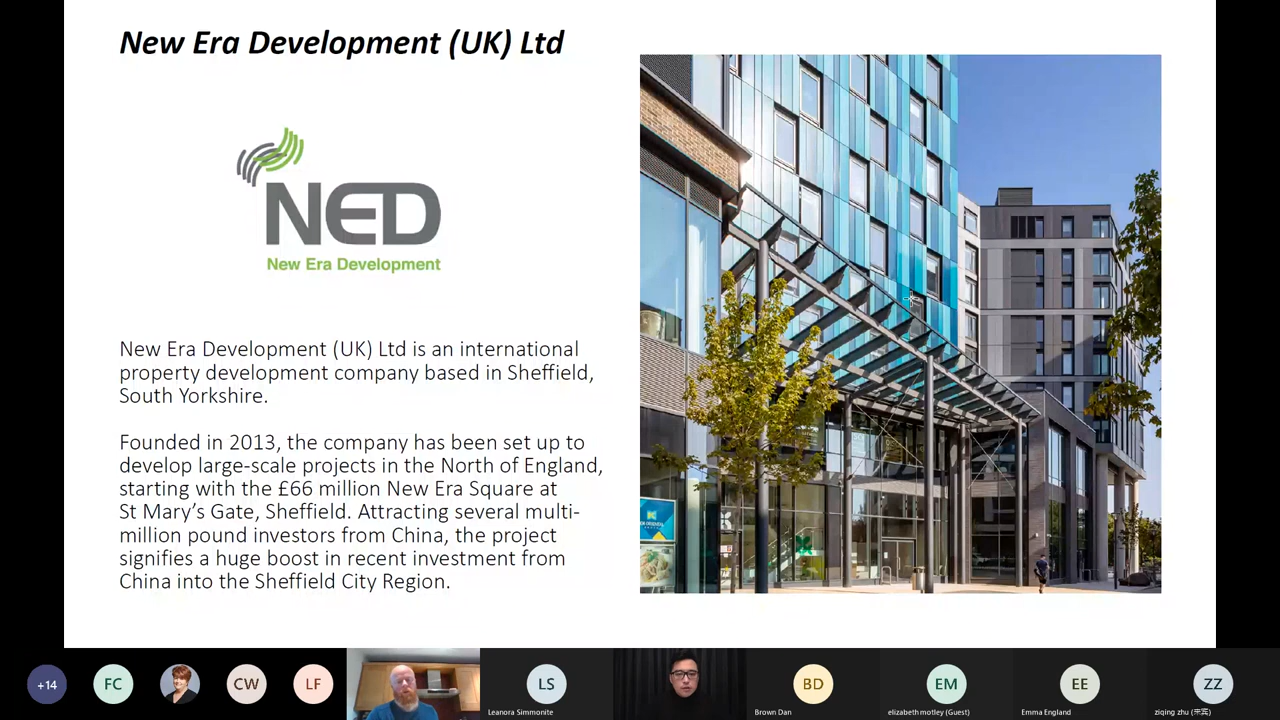 New Era Development (UK) Ltd
NED
New Era Development
New Era Development (UK) Ltd is an international
property development company based in Sheffield,
South Yorkshire.
Founded in 2013, the company has been set up to
develop large-scale projects in the North of England,
starting with the £66 million New Era Square at
St Mary’s Gate, Sheffield. Attracting several multi-
million pound investors from China, the project
signifies a huge boost in recent investment from
China into the Sheffield City Region.
+14
FC
CW
LF
LS
BD
EM
EE
ZZ
Leanora Simmonite
Brown Dan
elizabeth motley (Guest)
Emma England